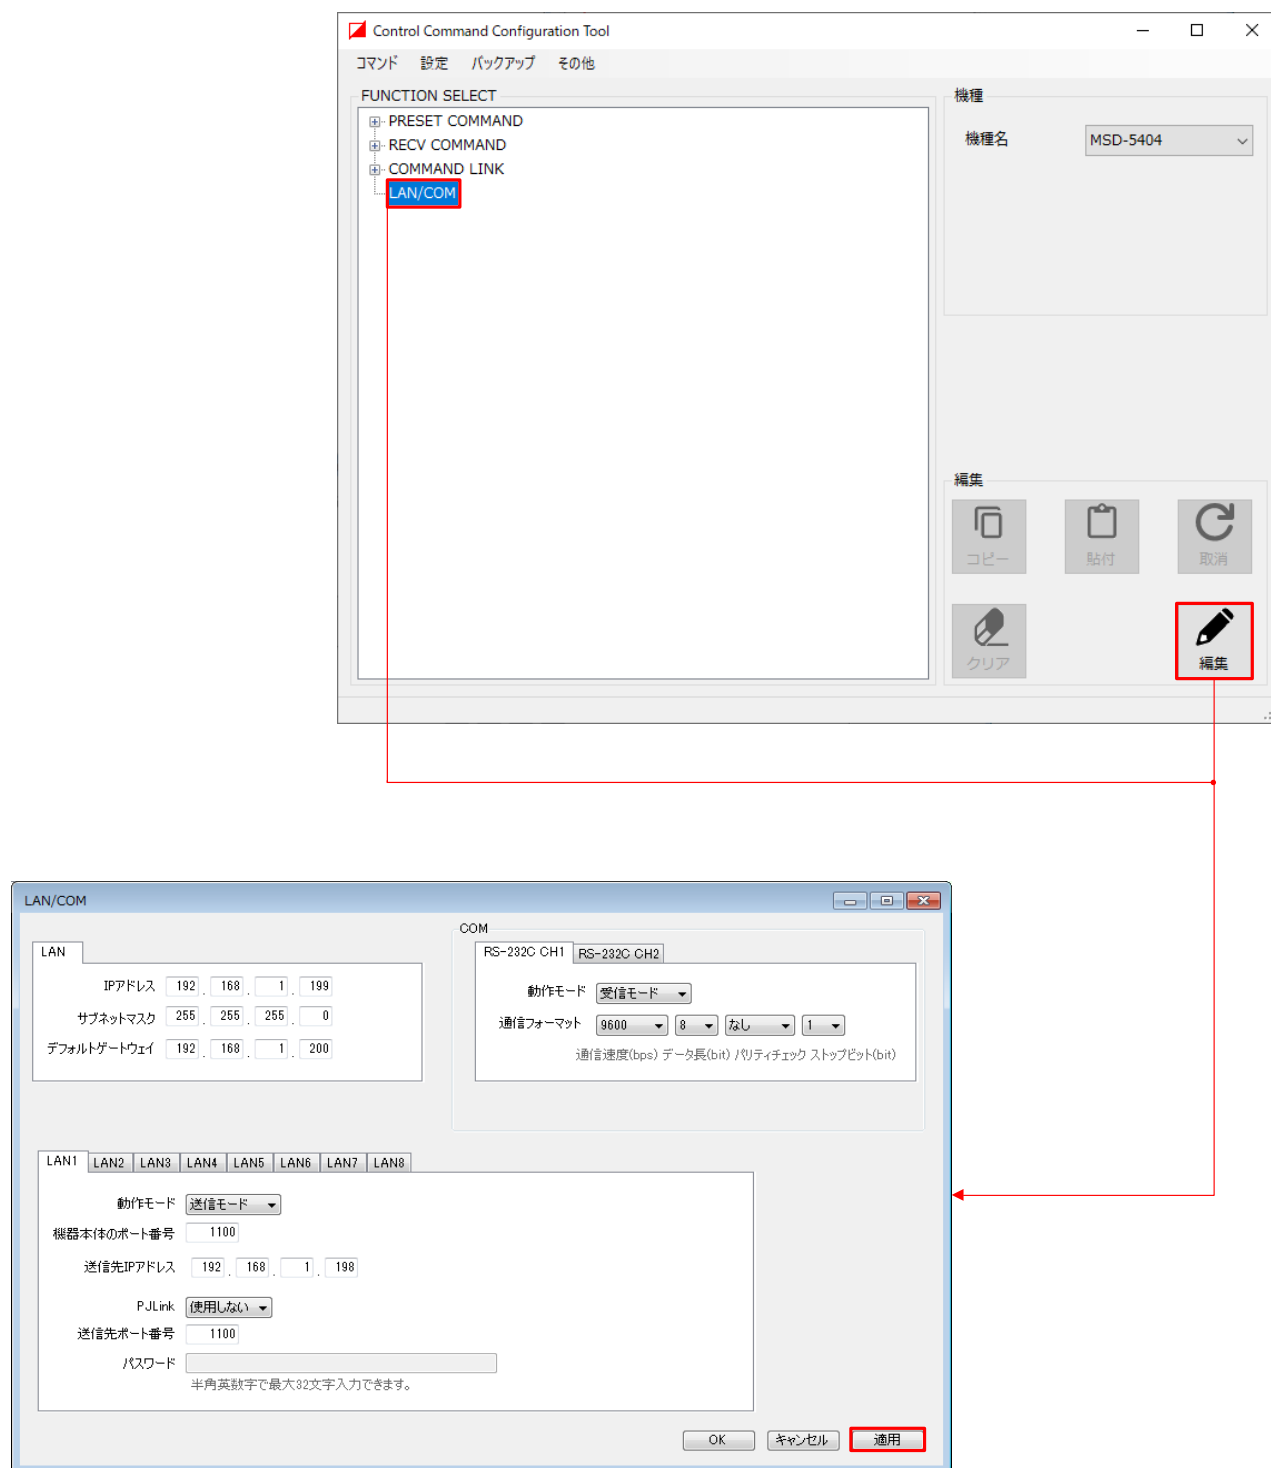 Control Command Configuration Tool
コマンド 設定 バックアップ その他
FUNCTION SELECT
PRESET COMMAND
RECV COMMAND
COMMAND LINK
LAN/COM
機種
機種名 MSD-5404
編集
コピー 貼付 取消
クリア 編集
LAN/COM
LAN
IPアドレス 192 . 168 . 1 . 199
サブネットマスク 255 . 255 . 255 . 0
デフォルトゲートウェイ 192 . 168 . 1 . 200
COM
RS-232C CH1 RS-232C CH2
動作モード 受信モード
通信フォーマット 9600 8 なし 1
通信速度(bps) データ長(bit) パリティチェック ストップビット(bit)
LAN1 LAN2 LAN3 LAN4 LAN5 LAN6 LAN7 LAN8
動作モード 送信モード
機器本体のポート番号 1100
送信先IPアドレス 192 . 168 . 1 . 198
PJLink 使用しない
送信先ポート番号 1100
パスワード
半角英数字で最大32文字入力できます。
OK キャンセル 適用